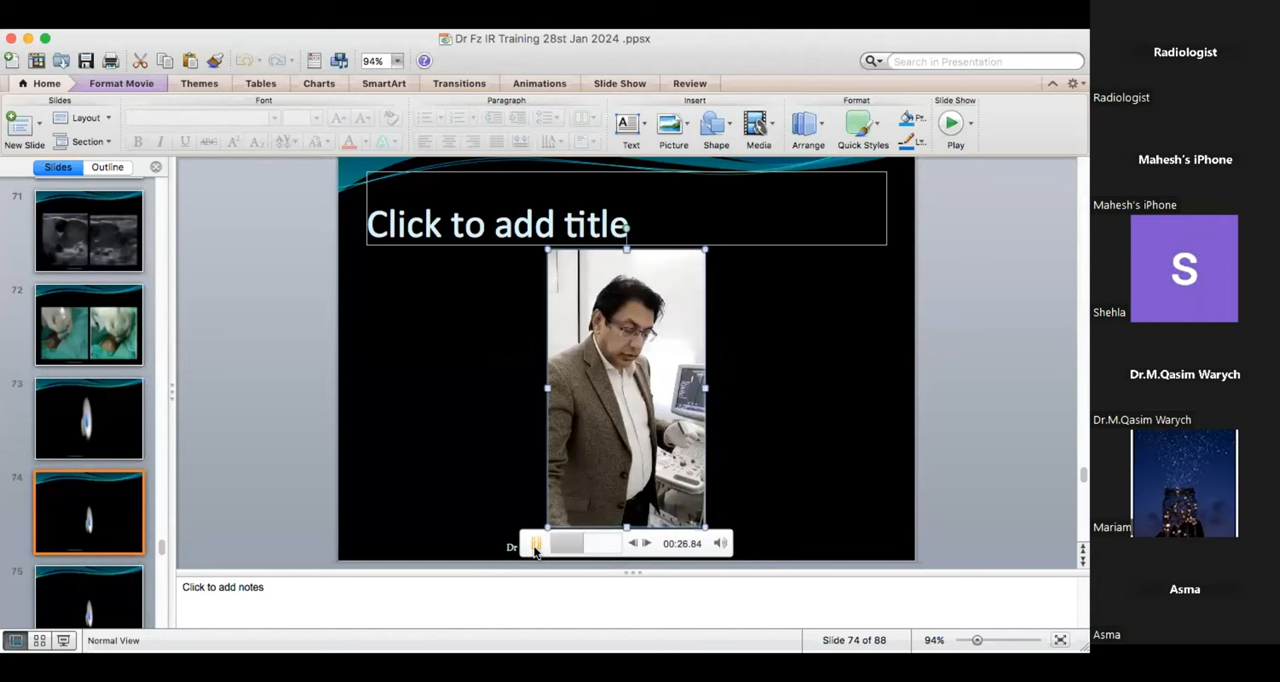 Dr Fz IR Training 28st Jan 2024 .ppsx
94%
Search in Presentation
Home
Format Movie
Themes
Tables
Charts
SmartArt
Transitions
Animations
Slide Show
Review
Slides
Font
Paragraph
Insert
Format
Slide Show
New Slide
Layout
Section
B I U ABC A² A₂
Text
Picture
Shape
Media
Arrange
Quick Styles
Play
Slides
Outline
71
72
73
74
75
Click to add title
Dr
00:26.84
Click to add notes
Normal View
Slide 74 of 88
94%
Radiologist
Radiologist
Mahesh's iPhone
Mahesh's iPhone
S
Shehla
Dr.M.Qasim Warych
Dr.M.Qasim Warych
Mariam
Asma
Asma